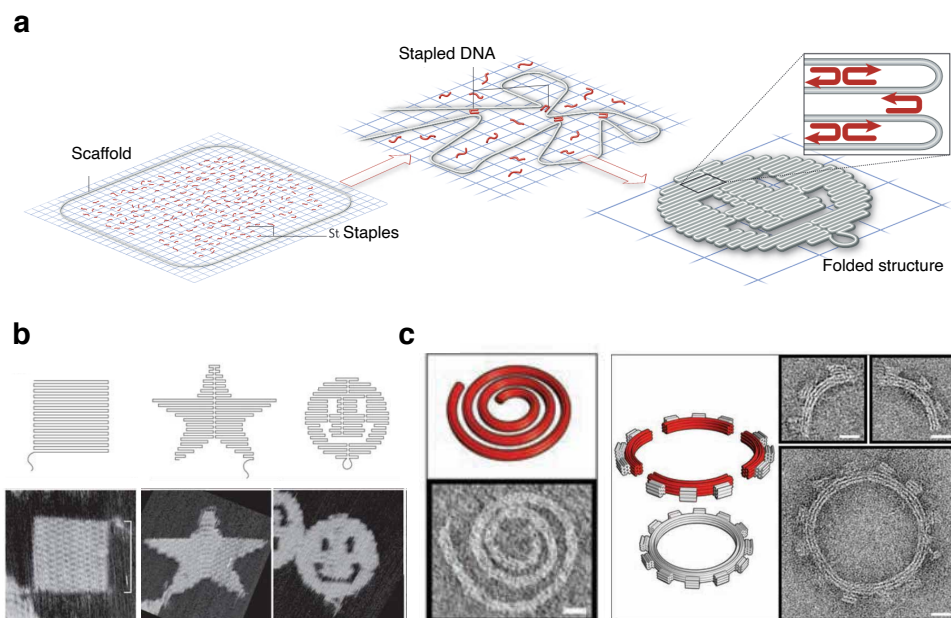 a
Stapled DNA
Scaffold
St Staples
Folded structure
b
c